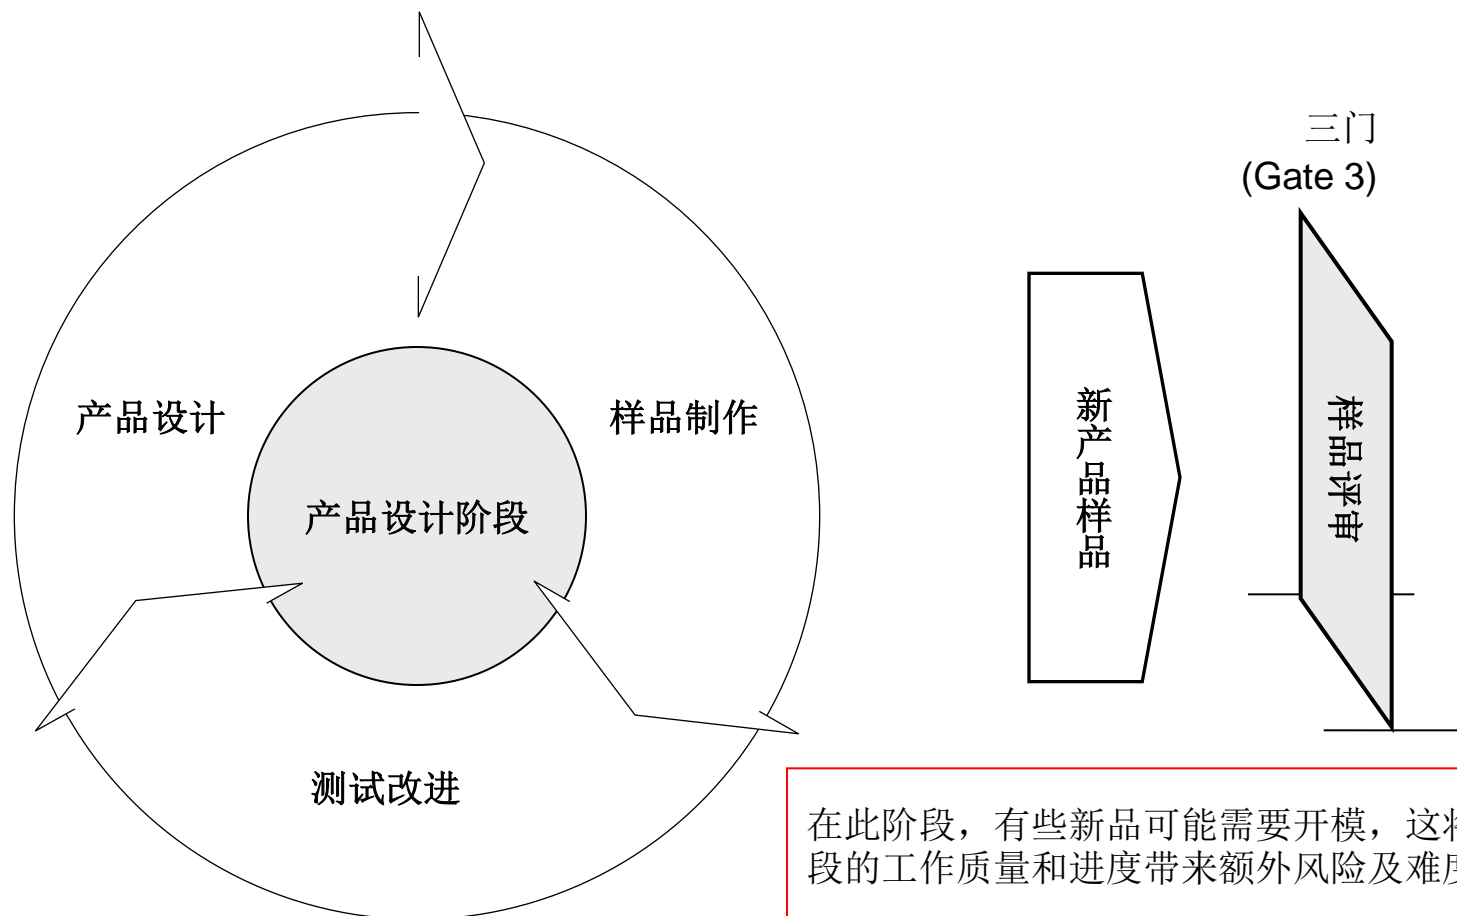 三门
(Gate 3)
产品设计
样品制作
产品设计阶段
测试改进
新产品样品
样品评审
在此阶段，有些新品可能需要开模，这将
段的工作质量和进度带来额外风险及难度